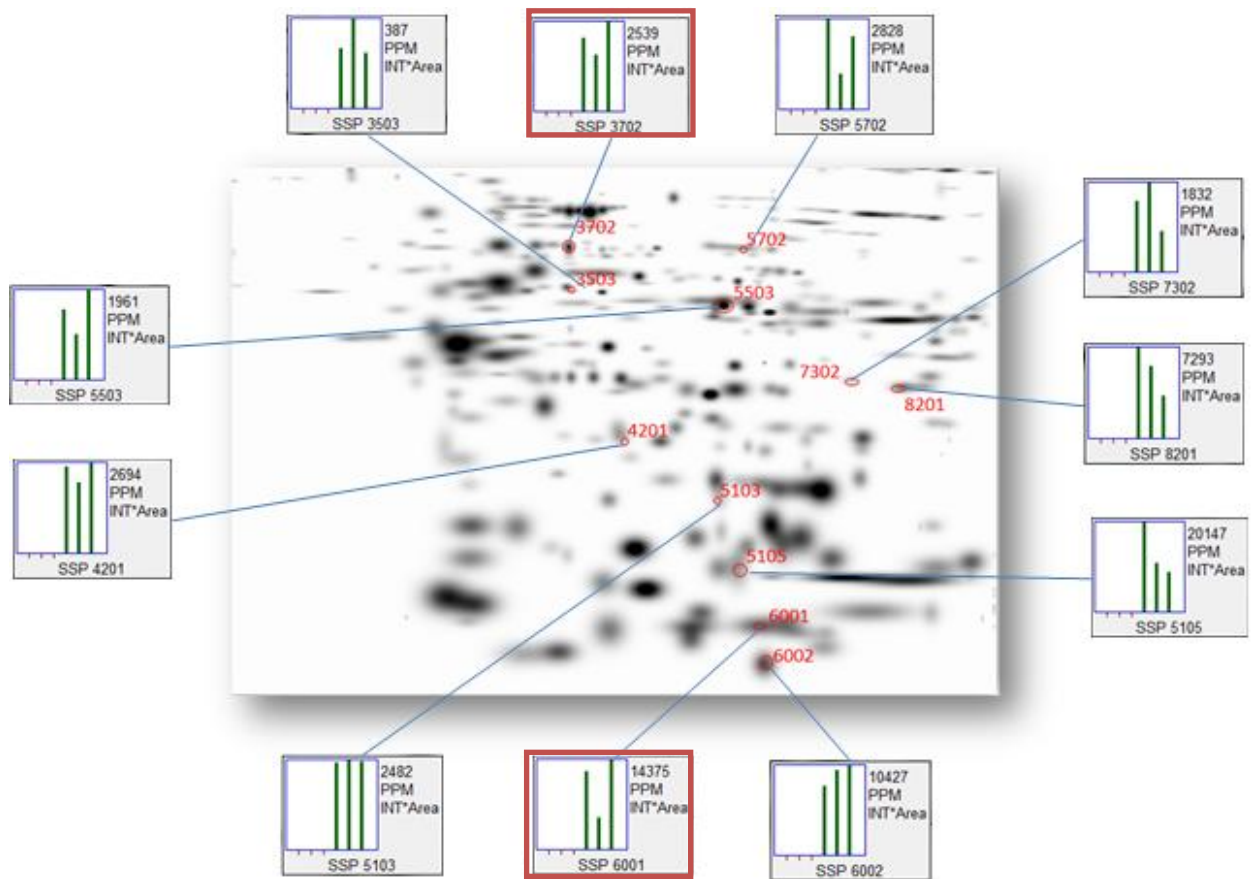 387
PPM
INT*Area
SSP 3503
2539
PPM
INT*Area
SSP 3702
2828
PPM
INT*Area
SSP 5702
3702
5702
3503
5503
7302
8201
4201
5103
5105
6001
6002
1832
PPM
INT*Area
SSP 7302
1961
PPM
INT*Area
SSP 5503
7293
PPM
INT*Area
SSP 8201
2694
PPM
INT*Area
SSP 4201
20147
PPM
INT*Area
SSP 5105
2482
PPM
INT*Area
SSP 5103
14375
PPM
INT*Area
SSP 6001
10427
PPM
INT*Area
SSP 6002